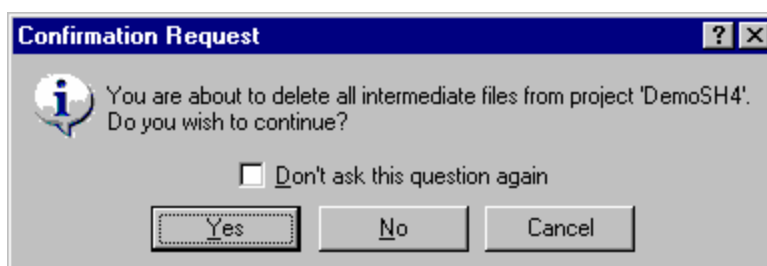 Confirmation Request
You are about to delete all intermediate files from project 'DemoSH4'.
Do you wish to continue?
Don't ask this question again
Yes No Cancel